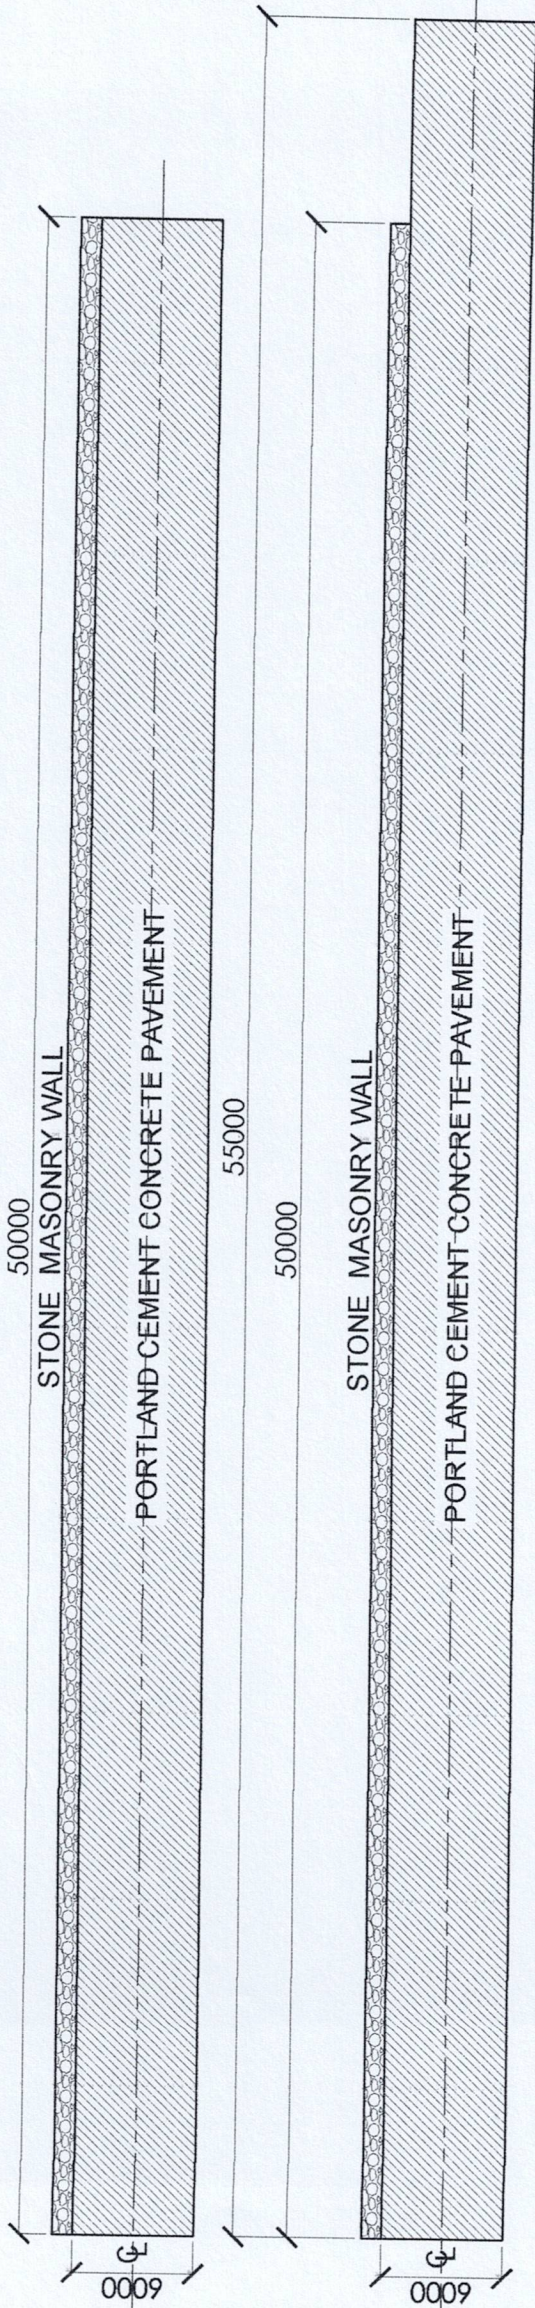 50000
STONE MASONRY WALL
PORTLAND CEMENT CONCRETE PAVEMENT
6000
℄
55000
50000
STONE MASONRY WALL
PORTLAND CEMENT CONCRETE PAVEMENT
6000
℄